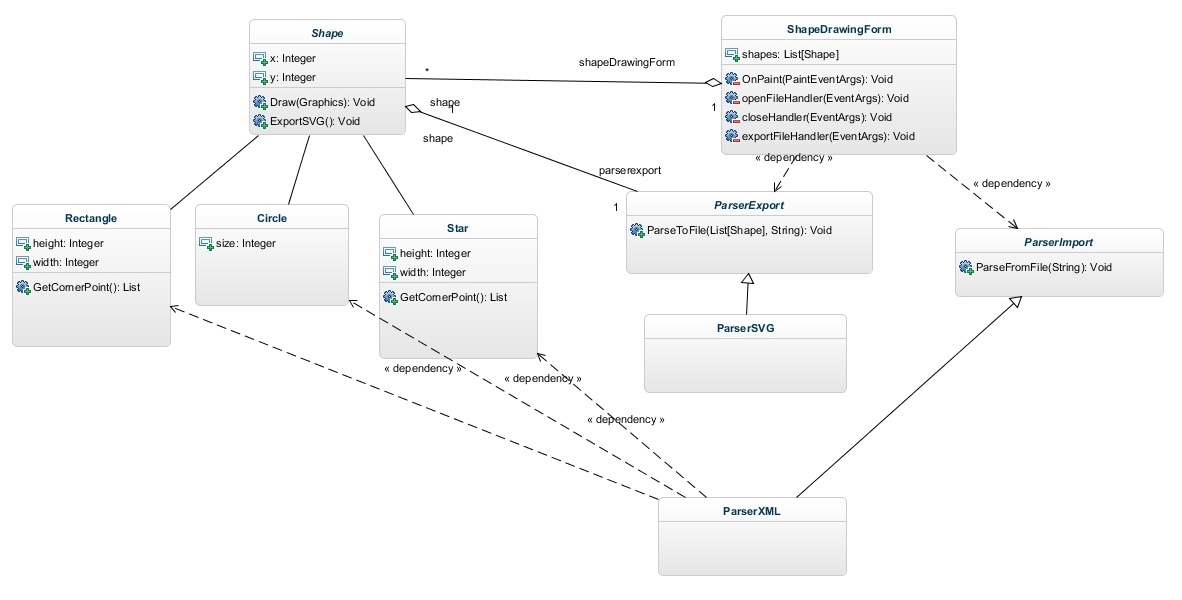 Shape
x: Integer
y: Integer
Draw(Graphics): Void
ExportSVG(): Void
ShapeDrawingForm
shapes: List[Shape]
OnPaint(PaintEventArgs): Void
openFileHandler(EventArgs): Void
closeHandler(EventArgs): Void
exportFileHandler(EventArgs): Void
*
shapeDrawingForm
shape
1
1
shape
parserexport
1
« dependency »
« dependency »
Rectangle
height: Integer
width: Integer
GetCornerPoint(): List
Circle
size: Integer
Star
height: Integer
width: Integer
GetCornerPoint(): List
ParserExport
ParseToFile(List[Shape], String): Void
ParserImport
ParseFromFile(String): Void
ParserSVG
« dependency »
« dependency »
« dependency »
ParserXML